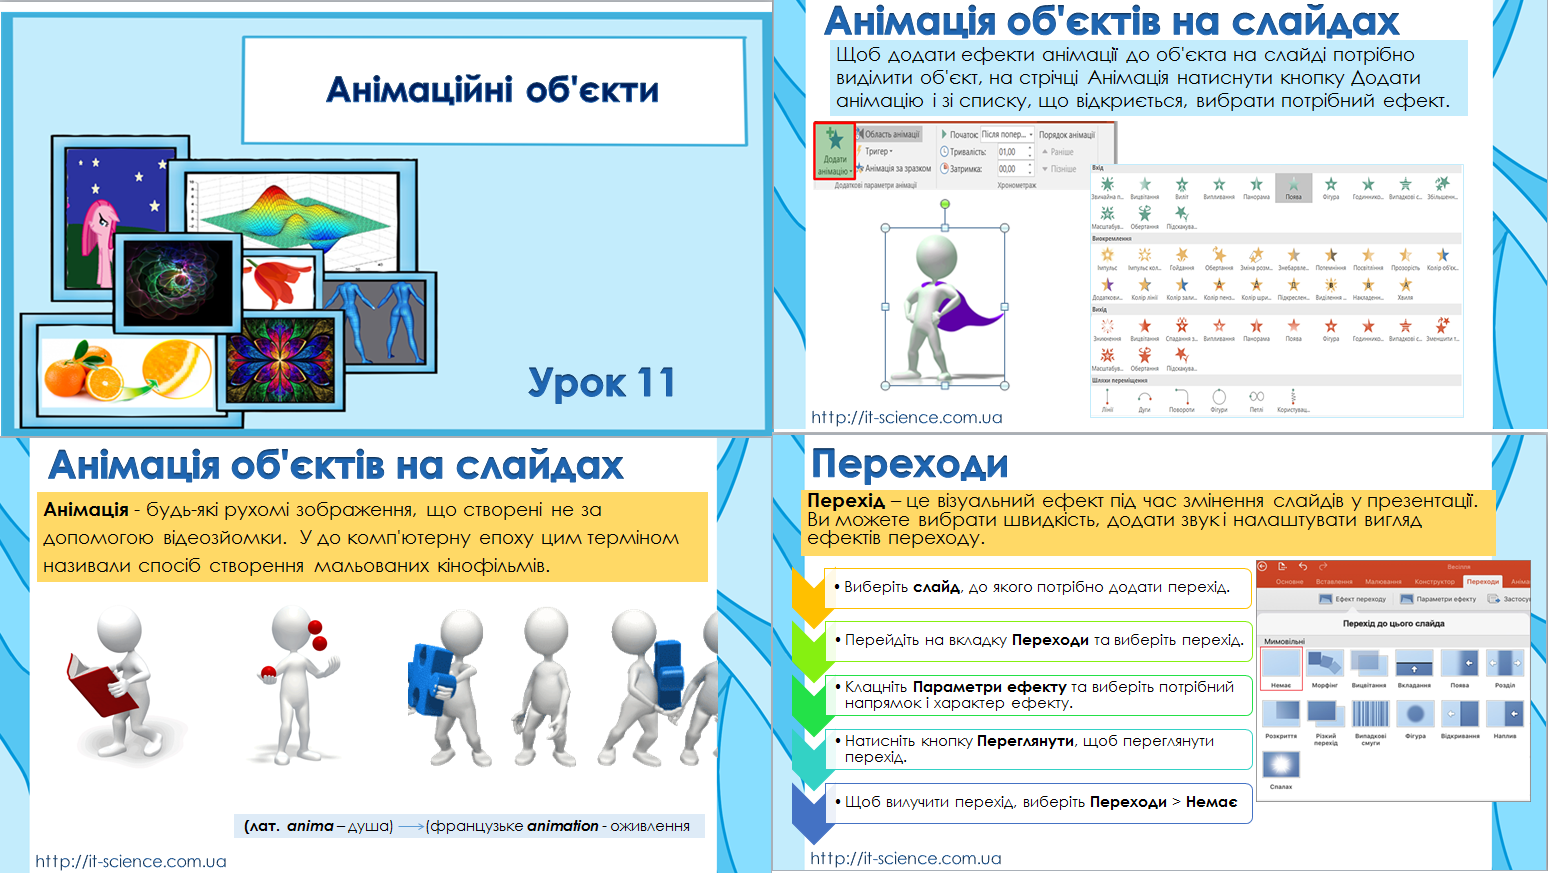 Анімаційні об'єкти
Урок 11
Анімація об'єктів на слайдах
Щоб додати ефекти анімації до об'єкта на слайді потрібно
виділити об'єкт, на стрічці Анімація натиснути кнопку Додати
анімацію і зі списку, що відкриється, вибрати потрібний ефект.
Додати
анімацію
Область анімації
Тригер
Анімація за зразком
Додаткові параметри анімації
Початок: Після попер...
Тривалість: 01,00
Затримка: 00,00
Хронометраж
Порядок анімації
Раніше
Пізніше
Вхід
Звичайна п... Вицвітання Виліт Випливання Панорама Поява Фігура Годиннико... Випадкові с... Збільшенн...
Масштабув... Обертання Підскакува...
Виокремлення
Імпульс Імпульс кол... Гойдання Обертання Зміна розм... Знебарвле... Потемніння Посвітління Прозорість Колір об'єк...
Додаткови... Колір лінії Колір зали... Колір пенз... Колір шри... Підкреслен... Виділення ... Накладенн... Хвиля
Вихід
Зникнення Вицвітання Спадання з... Випливання Панорама Поява Фігура Годиннико... Випадкові с... Зменшити т...
Масштабув... Обертання Підскакува...
Шляхи переміщення
Лінії Дуги Повороти Фігури Петлі Користувац...
http://it-science.com.ua
Анімація об'єктів на слайдах
Анімація - будь-які рухомі зображення, що створені не за
допомогою відеозйомки. У до комп'ютерну епоху цим терміном
називали спосіб створення мальованих кінофільмів.
(лат. anima – душа) (французьке animation - оживлення
http://it-science.com.ua
Переходи
Перехід – це візуальний ефект під час змінення слайдів у презентації.
Ви можете вибрати швидкість, додати звук і налаштувати вигляд
ефектів переходу.
• Виберіть слайд, до якого потрібно додати перехід.
• Перейдіть на вкладку Переходи та виберіть перехід.
• Клацніть Параметри ефекту та виберіть потрібний
напрямок і характер ефекту.
• Натисніть кнопку Переглянути, щоб переглянути
перехід.
• Щоб вилучити перехід, виберіть Переходи > Немає
Весілля
Основне Вставлення Малювання Конструктор Переходи Аніма
Ефект переходу Параметри ефекту Застосу
Перехід до цього слайда
Мимовільні
Немає Морфінг Вицвітання Вкладання Поява Розділ
Розкриття Різкий перехід Випадкові смуги Фігура Відкривання Наплив
Спалах
http://it-science.com.ua